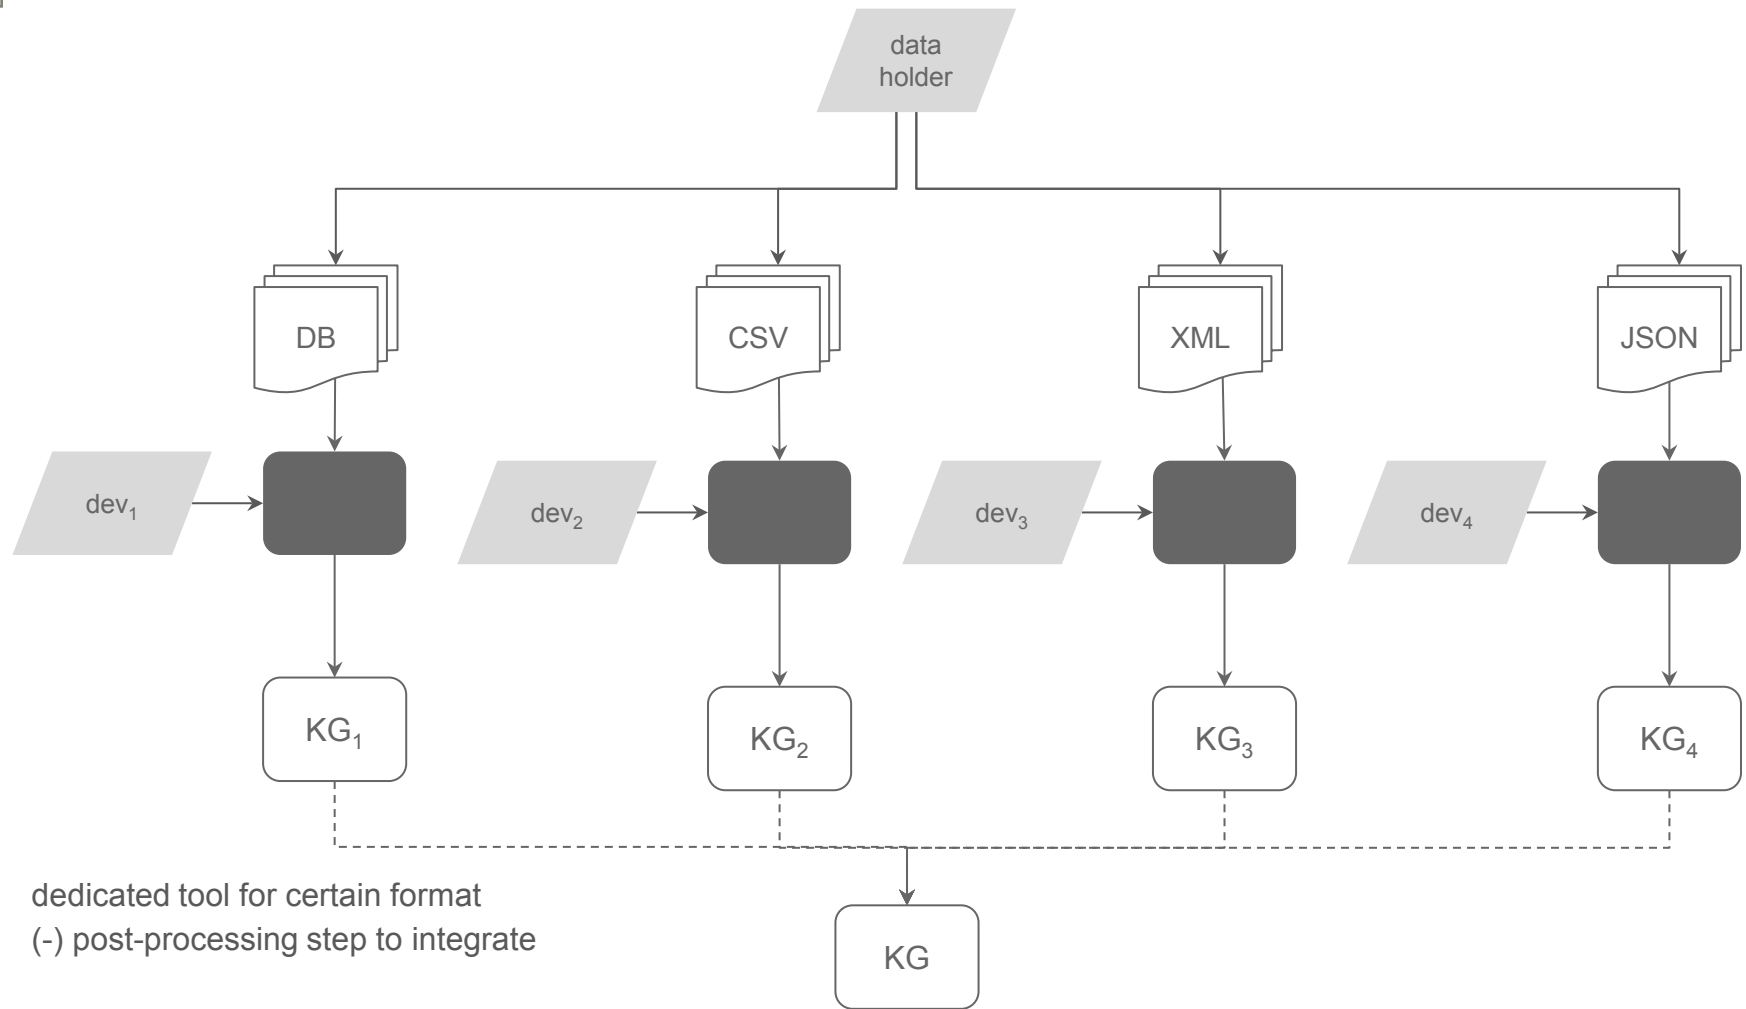 data
holder
DB
CSV
XML
JSON
dev₁
dev₂
dev₃
dev₄
KG₁
KG₂
KG₃
KG₄
dedicated tool for certain format
(-) post-processing step to integrate
KG